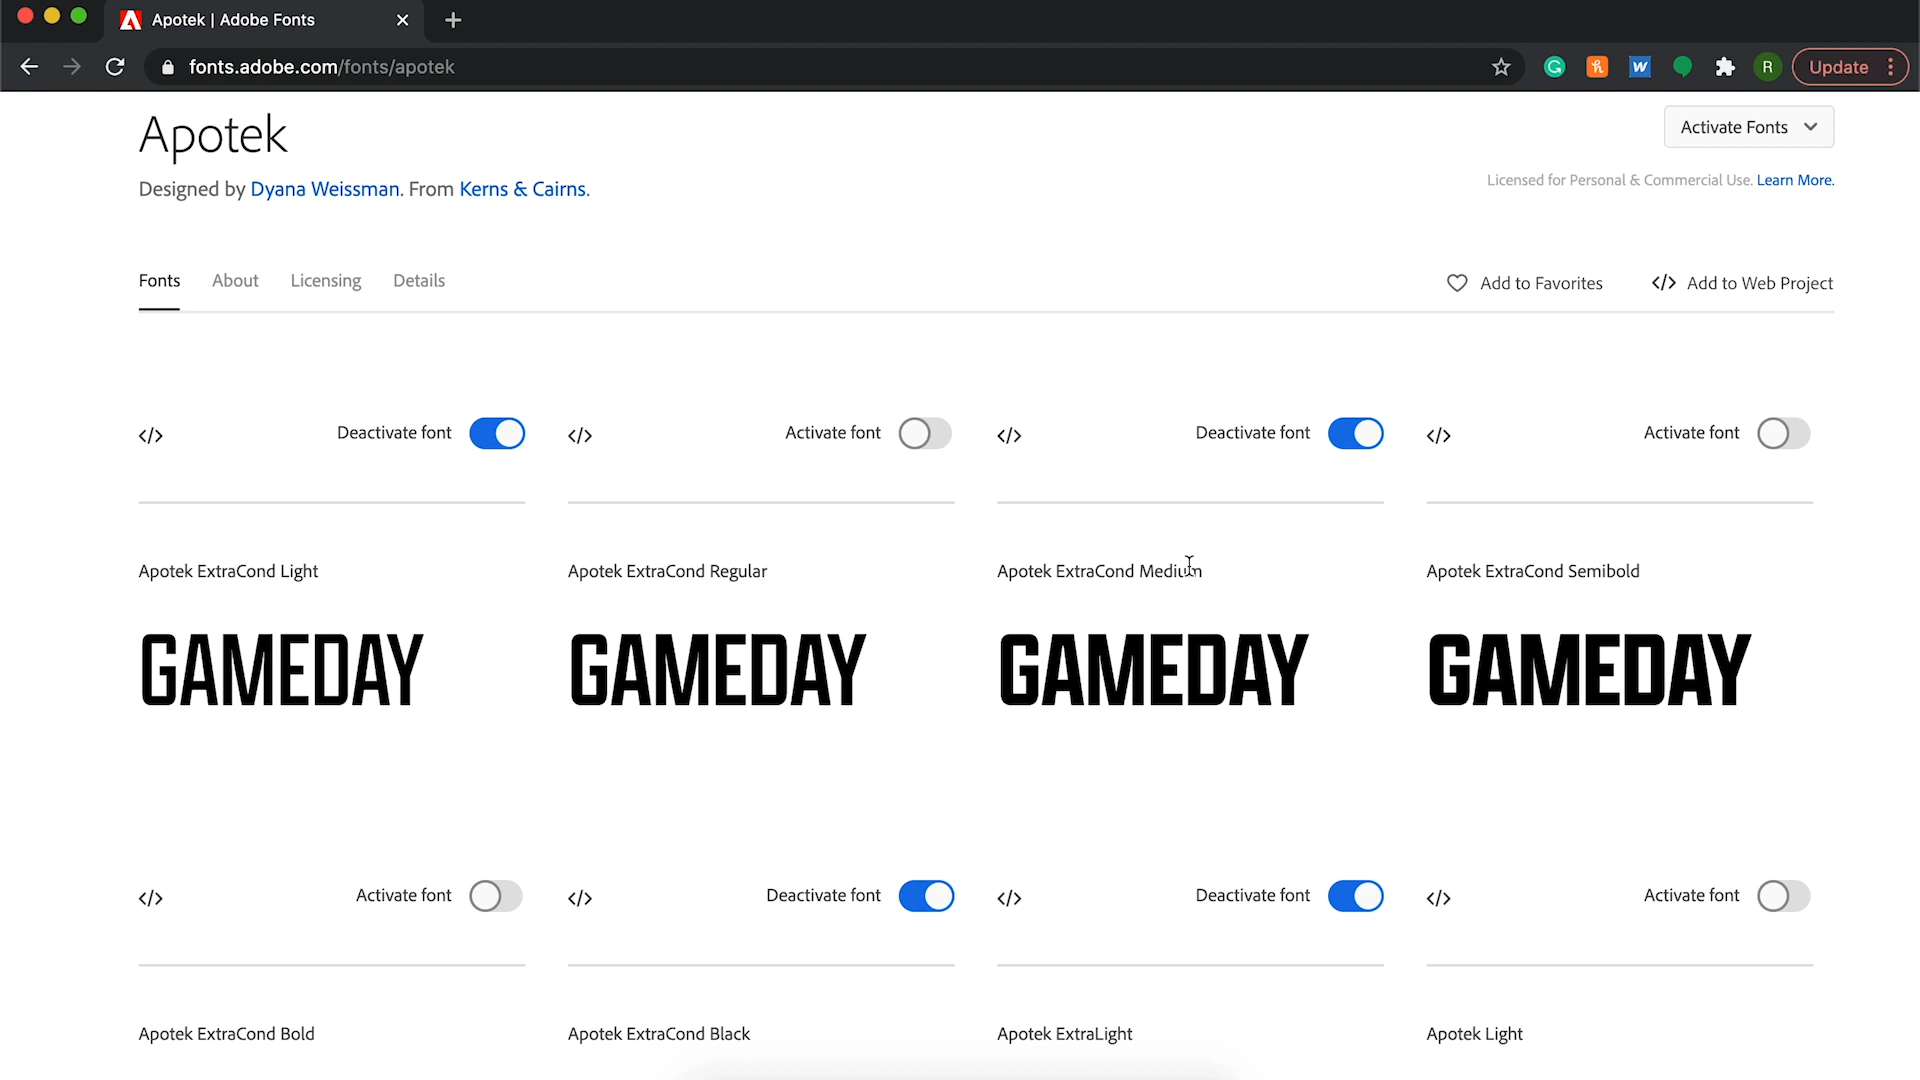 Apotek | Adobe Fonts
fonts.adobe.com/fonts/apotek
W
R
Update
Apotek
Activate Fonts
Designed by Dyana Weissman. From Kerns & Cairns.
Licensed for Personal & Commercial Use. Learn More.
Fonts About Licensing Details
Add to Favorites
</> Add to Web Project
</> Deactivate font
</> Activate font
</> Deactivate font
</> Activate font
Apotek ExtraCond Light
Apotek ExtraCond Regular
Apotek ExtraCond Medium
Apotek ExtraCond Semibold
GAMEDAY
GAMEDAY
GAMEDAY
GAMEDAY
</> Activate font
</> Deactivate font
</> Deactivate font
</> Activate font
Apotek ExtraCond Bold
Apotek ExtraCond Black
Apotek ExtraLight
Apotek Light